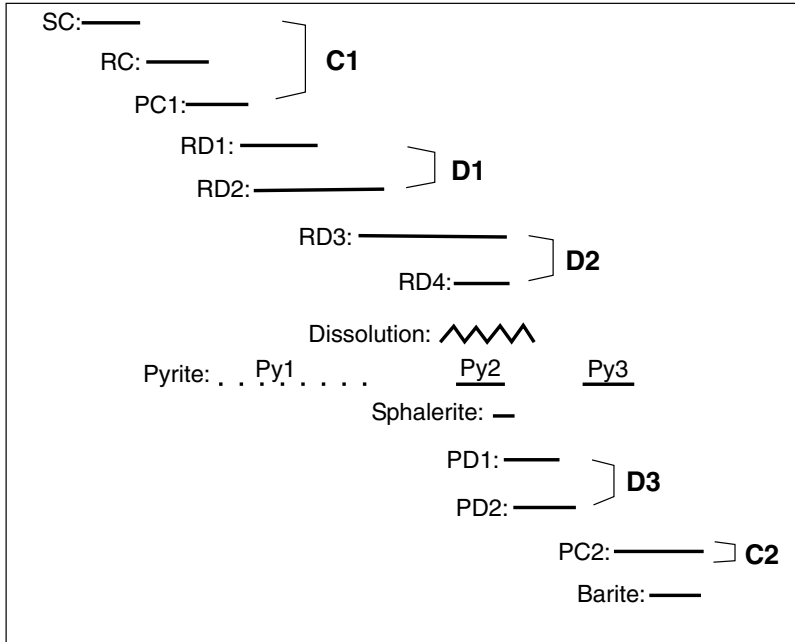 SC:
RC:
C1
PC1:
RD1:
D1
RD2:
RD3:
D2
RD4:
Dissolution:
Pyrite: Py1 Py2 Py3
Sphalerite:
PD1:
D3
PD2:
PC2:
C2
Barite: